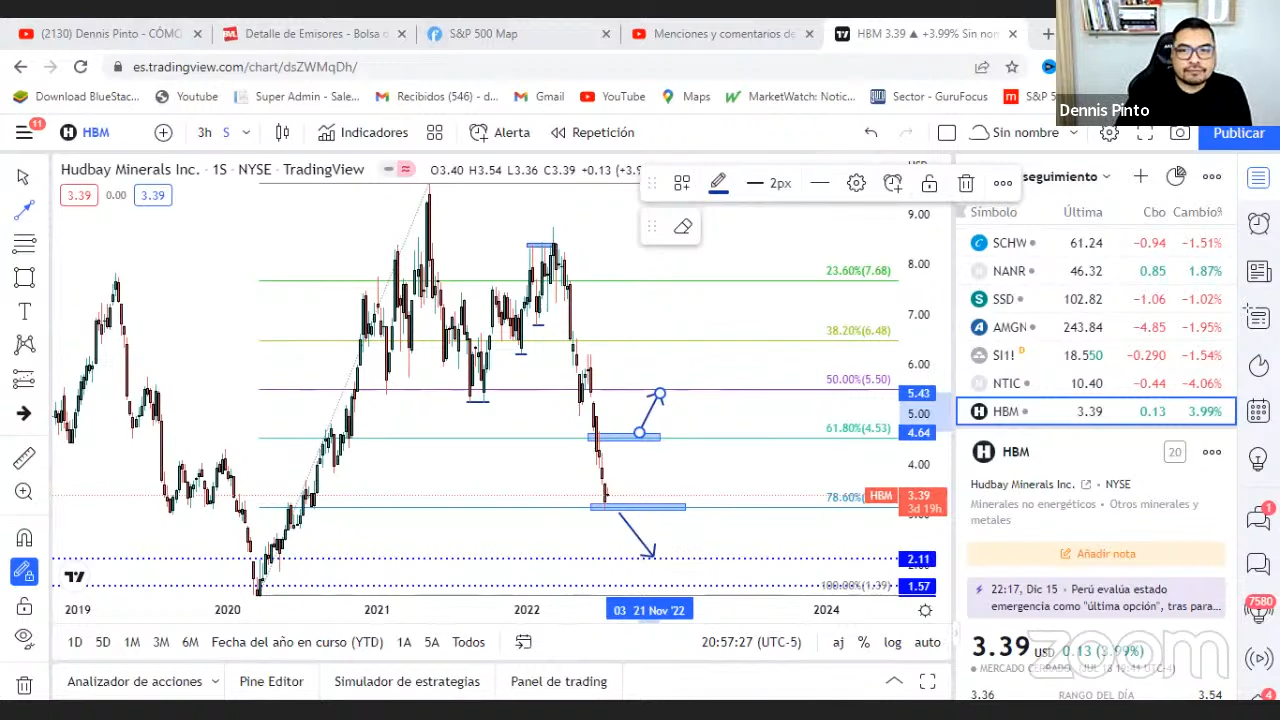 (2130) Dennis Pinto - CÓMO
Diario de Emisores Bolsa d
S&P 500 Ma
Menciones y comentarios de
HBM 3.39 ▲ +3.99% Sin nom
es.tradingview.com/chart/dsZWMqDh/
Download BlueStac...
Youtube
Super Admin - Sale...
Recibidos (546) - d...
Gmail
YouTube
Maps
MarketWatch: Notic...
Sector - GuruFocus
S&P 5
Dennis Pinto
11
HBM
3h
S
Indicadores
Alerta
Repetición
Sin nombre
Publicar
Hudbay Minerals Inc. · 1S · NYSE · TradingView
O3.40 H3.54 L3.36 C3.39 +0.13 (+3.9
3.39
0.00
3.39
2px
seguimiento
Símbolo
Última
Cbo
Cambio%
SCHW
61.24
−0.94
−1.51%
NANR
46.32
0.85
1.87%
SSD
102.82
−1.06
−1.02%
AMGN
243.84
−4.85
−1.95%
SI1! D
18.550
−0.290
−1.54%
NTIC
10.40
−0.44
−4.06%
HBM
3.39
0.13
3.99%
9.00
8.00
7.00
6.00
5.43
5.00
4.64
4.00
HBM
3.39
3d 19h
2.11
1.57
23.60%(7.68)
38.20%(6.48)
50.00%(5.50)
61.80%(4.53)
78.60%(
100.00%(1.39)
2019
2020
2021
2022
03
21 Nov '22
2024
1D
5D
1M
3M
6M
Fecha del año en curso (YTD)
1A
5A
Todos
20:57:27 (UTC-5)
aj
%
log
auto
Analizador de acciones
Pine Editor
Simulador de estrategias
Panel de trading
HBM
20
Hudbay Minerals Inc.
• NYSE
Minerales no energéticos • Otros minerales y
metales
Añadir nota
22:17, Dic 15 • Perú evalúa estado
emergencia como "última opción", tras para...
3.39 USD 0.13 (3.99%)
zoom
3.36
RANGO DEL DÍA
3.54
1
7580
4